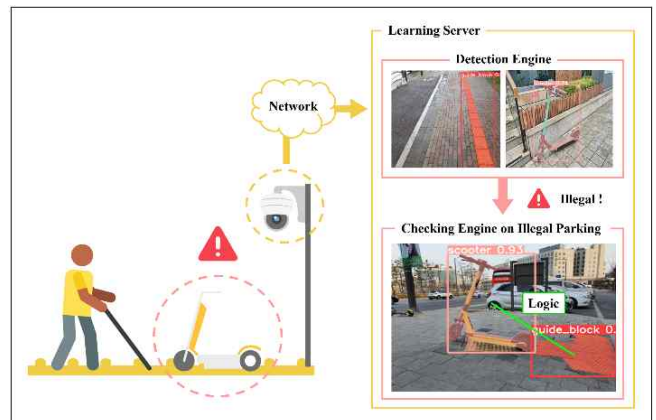 Learning Server
Detection Engine
Network
Illegal !
Checking Engine on Illegal Parking
scooter 0.93
Logic
guide_block 0.